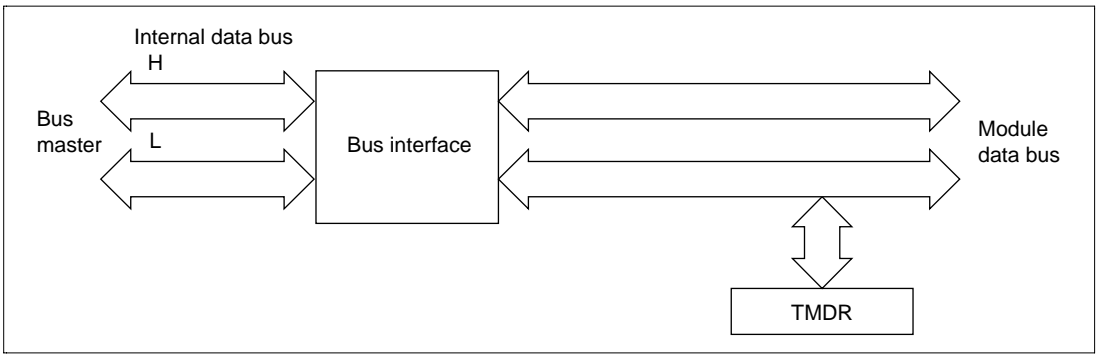 Internal data bus
H
Bus
master
L
Bus interface
Module
data bus
TMDR